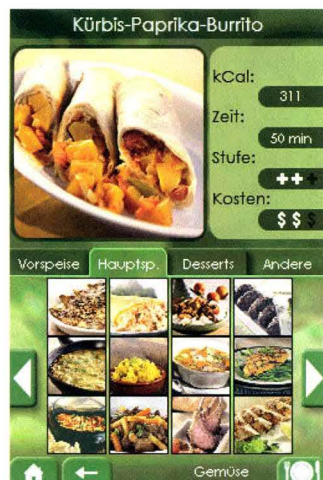 Kürbis-Paprika-Burrito
kCal:
311
Zeit:
50 min
Stufe:
+++
Kosten:
$$$
Vorspeise Hauptsp. Desserts Andere
Gemüse